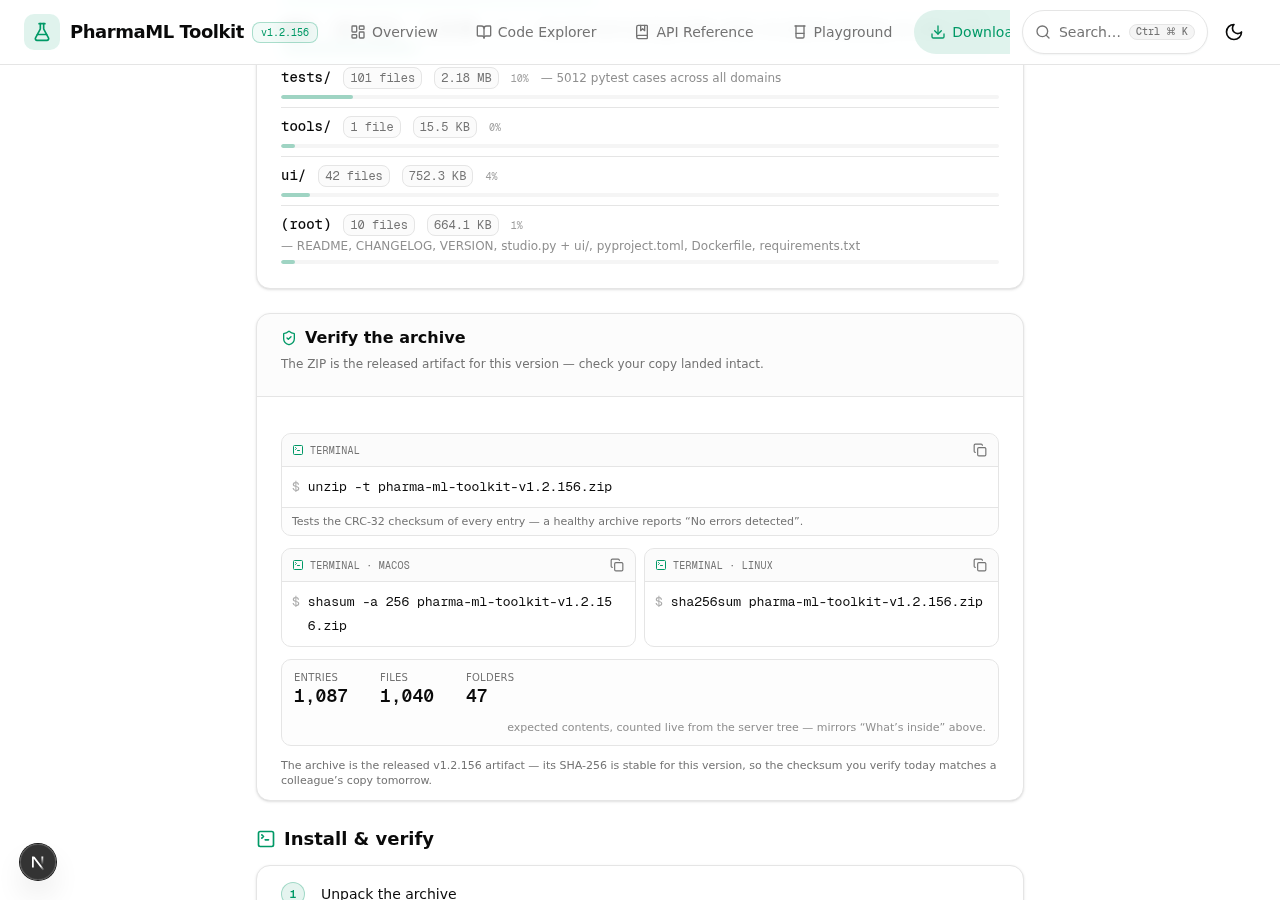 PharmaML Toolkit v1.2.156 Overview Code Explorer API Reference Playground Downloa Search... Ctrl ⌘ K
tests/ 101 files 2.18 MB 10% — 5012 pytest cases across all domains
tools/ 1 file 15.5 KB 0%
ui/ 42 files 752.3 KB 4%
(root) 10 files 664.1 KB 1%
— README, CHANGELOG, VERSION, studio.py + ui/, pyproject.toml, Dockerfile, requirements.txt
Verify the archive
The ZIP is the released artifact for this version — check your copy landed intact.
TERMINAL
$ unzip -t pharma-ml-toolkit-v1.2.156.zip
Tests the CRC-32 checksum of every entry — a healthy archive reports “No errors detected”.
TERMINAL · MACOS
$ shasum -a 256 pharma-ml-toolkit-v1.2.15
6.zip
TERMINAL · LINUX
$ sha256sum pharma-ml-toolkit-v1.2.156.zip
ENTRIES FILES FOLDERS
1,087 1,040 47
expected contents, counted live from the server tree — mirrors “What’s inside” above.
The archive is the released v1.2.156 artifact — its SHA-256 is stable for this version, so the checksum you verify today matches a
colleague’s copy tomorrow.
Install & verify
1 Unpack the archive